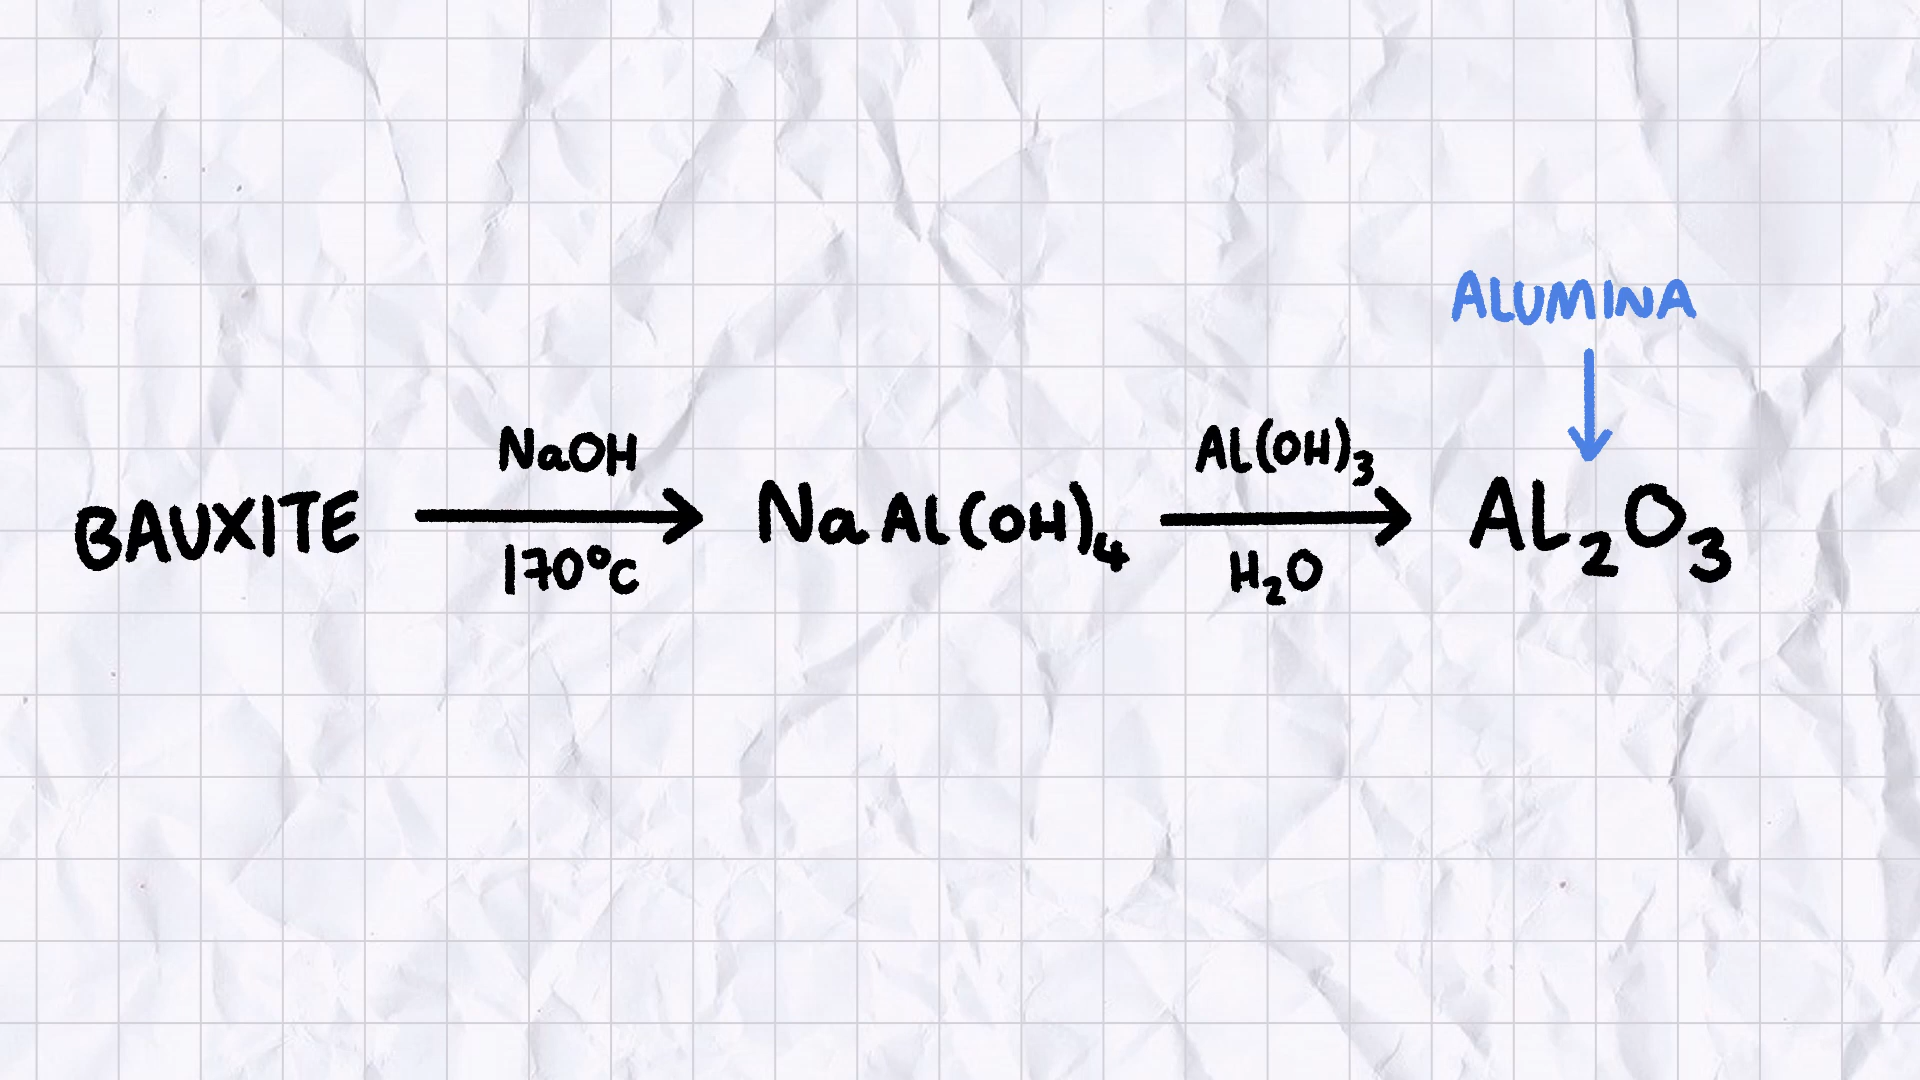 ALUMINA
NaOH
Al(OH)₃
BAUXITE → NaAl(OH)₄ → AL₂O₃
170°C
H₂O